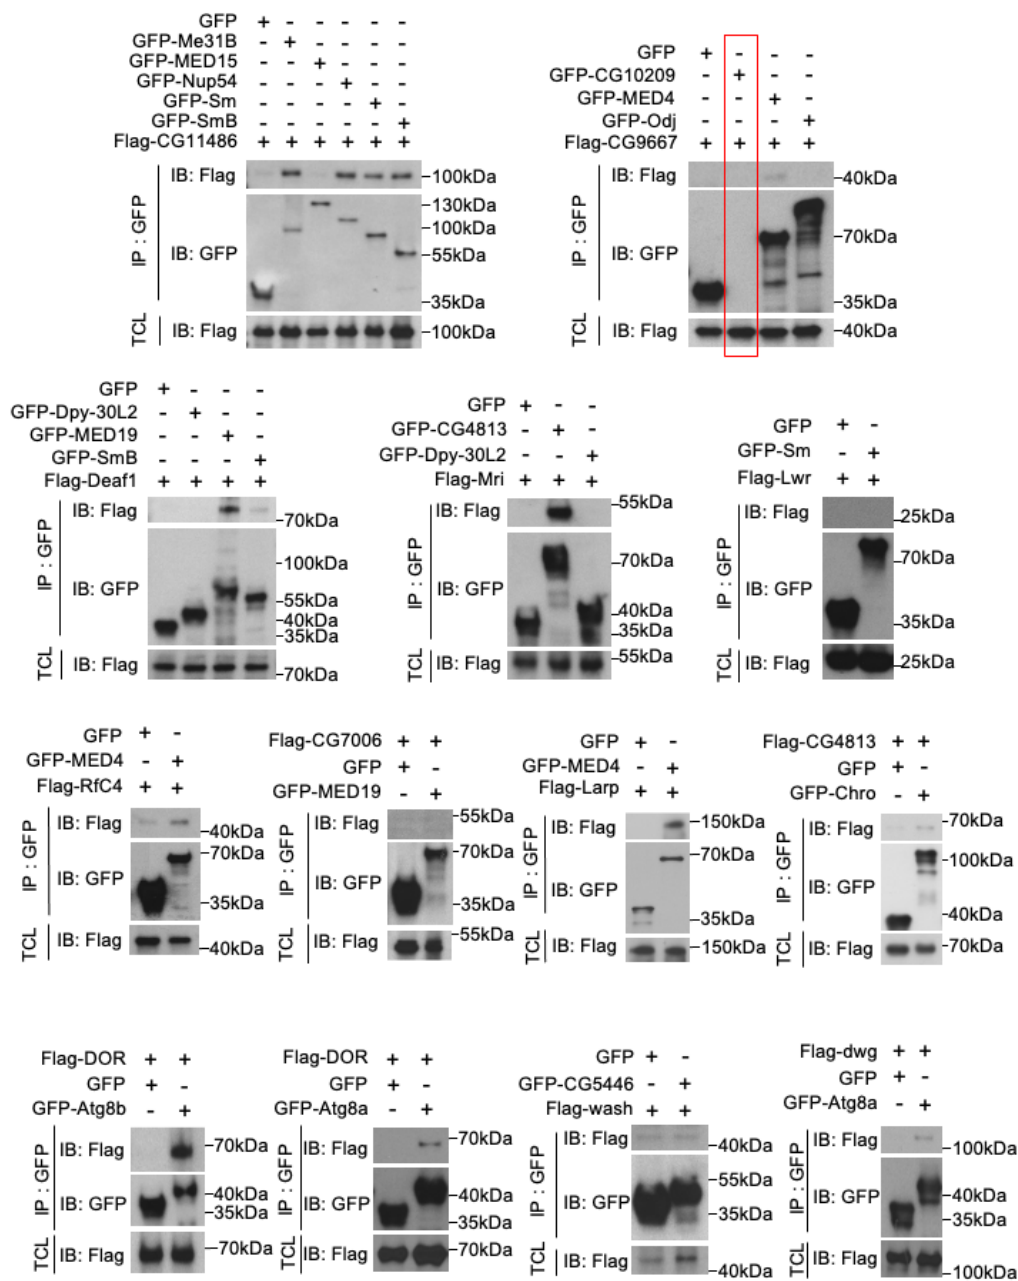 GFP + - - - - -
GFP-Me31B - + - - - -
GFP-MED15 - - + - - -
GFP-Nup54 - - - + - -
GFP-Sm - - - - + -
GFP-SmB - - - - - +
Flag-CG11486 + + + + + +
IP : GFP
IB: Flag
100kDa
IB: GFP
130kDa
100kDa
55kDa
35kDa
TCL
IB: Flag
100kDa
GFP + - - -
GFP-CG10209 - + - -
GFP-MED4 - - + -
GFP-Odj - - - +
Flag-CG9667 + + + +
IP : GFP
IB: Flag
40kDa
IB: GFP
70kDa
35kDa
TCL
IB: Flag
40kDa
GFP + - - -
GFP-Dpy-30L2 - + - -
GFP-MED19 - - + -
GFP-SmB - - - +
Flag-Deaf1 + + + +
IP : GFP
IB: Flag
70kDa
IB: GFP
100kDa
55kDa
40kDa
35kDa
TCL
IB: Flag
70kDa
GFP + - -
GFP-CG4813 - + -
GFP-Dpy-30L2 - - +
Flag-Mri + + +
IP : GFP
IB: Flag
55kDa
IB: GFP
70kDa
40kDa
35kDa
TCL
IB: Flag
55kDa
GFP + -
GFP-Sm - +
Flag-Lwr + +
IP : GFP
IB: Flag
25kDa
IB: GFP
70kDa
35kDa
TCL
IB: Flag
25kDa
GFP + -
GFP-MED4 - +
Flag-RfC4 + +
IP : GFP
IB: Flag
40kDa
IB: GFP
70kDa
35kDa
TCL
IB: Flag
40kDa
Flag-CG7006 + +
GFP + -
GFP-MED19 - +
IP : GFP
IB: Flag
55kDa
IB: GFP
70kDa
35kDa
TCL
IB: Flag
55kDa
GFP + -
GFP-MED4 - +
Flag-Larp + +
IP : GFP
IB: Flag
150kDa
IB: GFP
70kDa
35kDa
TCL
IB: Flag
150kDa
Flag-CG4813 + +
GFP + -
GFP-Chro - +
IP : GFP
IB: Flag
70kDa
IB: GFP
100kDa
40kDa
TCL
IB: Flag
70kDa
Flag-DOR + +
GFP + -
GFP-Atg8b - +
IP : GFP
IB: Flag
70kDa
IB: GFP
40kDa
35kDa
TCL
IB: Flag
70kDa
Flag-DOR + +
GFP + -
GFP-Atg8a - +
IP : GFP
IB: Flag
70kDa
IB: GFP
40kDa
35kDa
TCL
IB: Flag
70kDa
GFP + -
GFP-CG5446 - +
Flag-wash + +
IP : GFP
IB: Flag
40kDa
IB: GFP
55kDa
35kDa
TCL
IB: Flag
40kDa
Flag-dwg + +
GFP + -
GFP-Atg8a - +
IP : GFP
IB: Flag
100kDa
IB: GFP
40kDa
35kDa
TCL
IB: Flag
100kDa